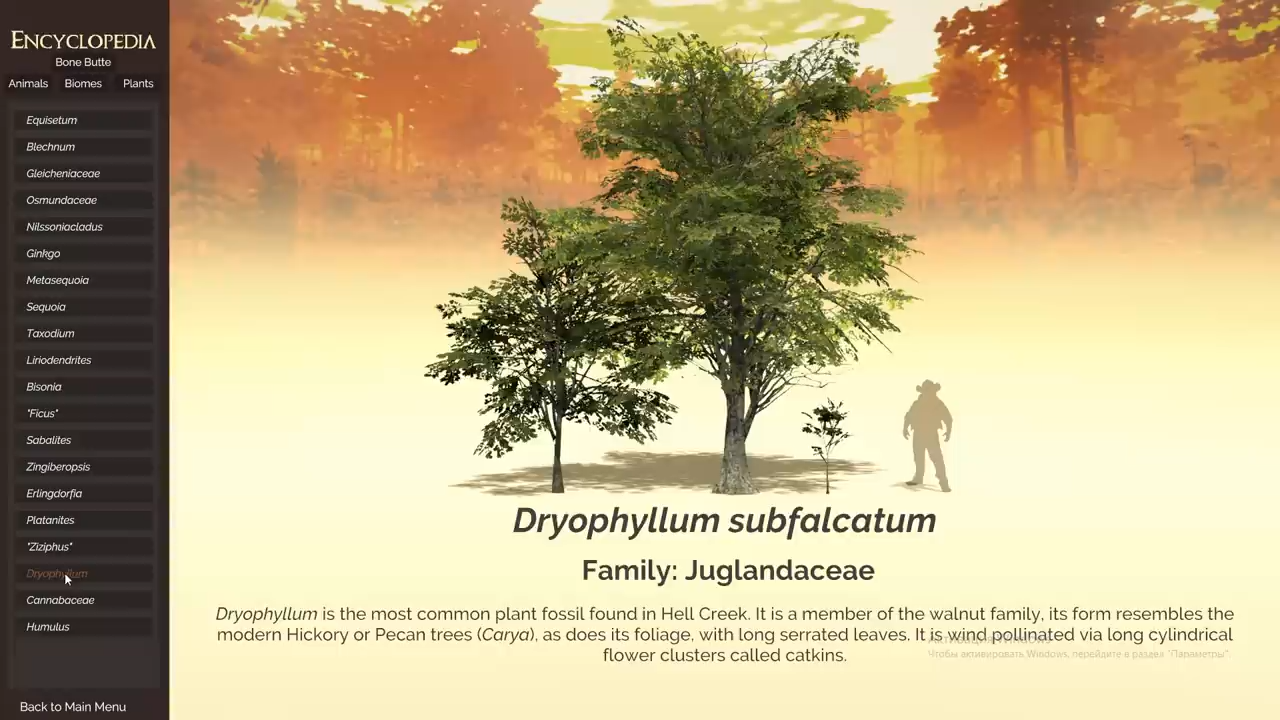 ENCYCLOPEDIA
Bone Butte
Animals Biomes Plants
Equisetum
Blechnum
Gleicheniaceae
Osmundaceae
Nilssoniacladus
Ginkgo
Metasequoia
Sequoia
Taxodium
Liriodendrites
Bisonia
"Ficus"
Sabalites
Zingiberopsis
Erlingdorfia
Platanites
"Ziziphus"
Dryophyllum
Cannabaceae
Humulus
Back to Main Menu
Dryophyllum subfalcatum
Family: Juglandaceae
Dryophyllum is the most common plant fossil found in Hell Creek. It is a member of the walnut family, its form resembles the
modern Hickory or Pecan trees (Carya), as does its foliage, with long serrated leaves. It is wind pollinated via long cylindrical
flower clusters called catkins.
Активация Windows
Чтобы активировать Windows, перейдите в раздел "Параметры".